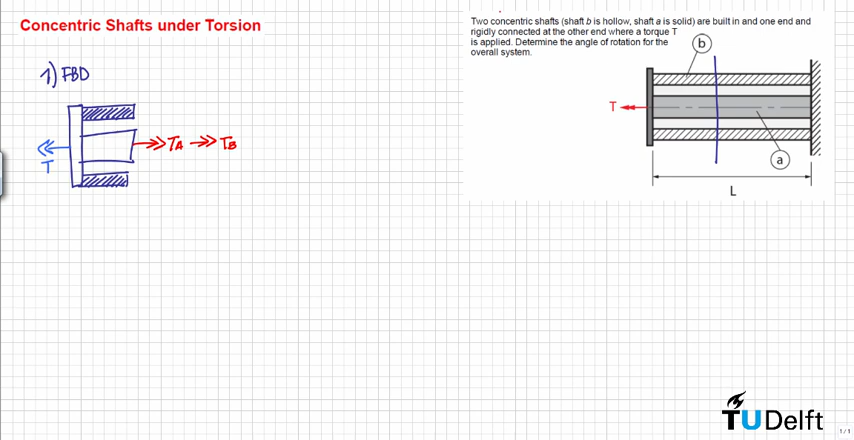 Concentric Shafts under Torsion
Two concentric shafts (shaft b is hollow, shaft a is solid) are built in and one end and
rigidly connected at the other end where a torque T
is applied. Determine the angle of rotation for the
overall system.
b
1) FBD
T
TA
TB
T
a
L
TUDelft
1 / 1